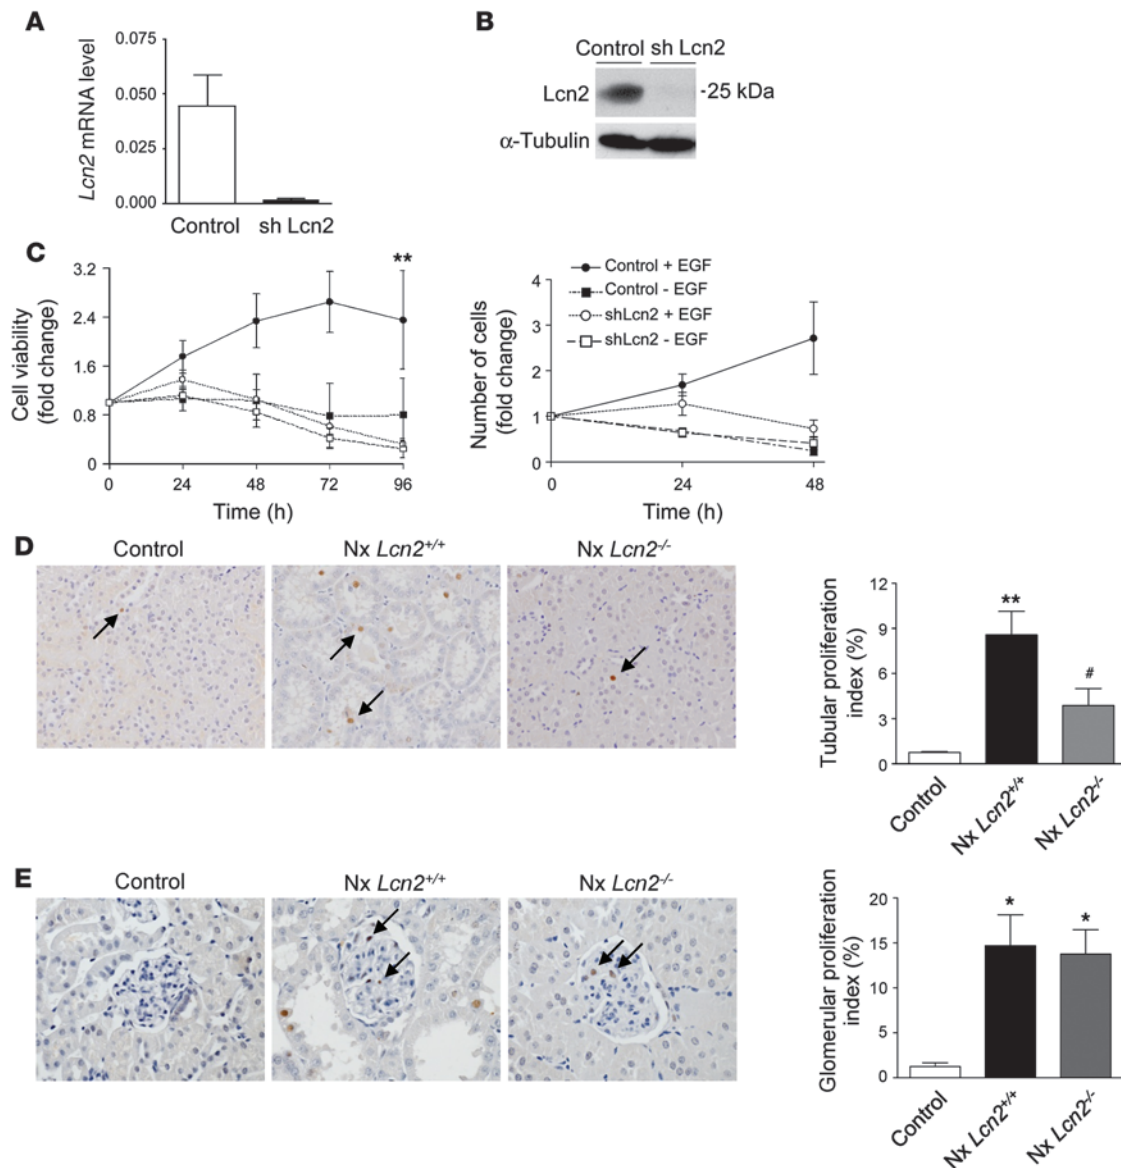 A
Lcn2 mRNA level
0.075
0.050
0.025
0.000
Control
sh Lcn2
B
Control sh Lcn2
Lcn2
-25 kDa
α-Tubulin
C
Cell viability
(fold change)
3.2
2.4
1.6
0.8
0
**
0 24 48 72 96
Time (h)
Number of cells
(fold change)
4
3
2
1
0
Control + EGF
Control - EGF
shLcn2 + EGF
shLcn2 - EGF
0 24 48
Time (h)
D
Control
Nx Lcn2+/+
Nx Lcn2-/-
Tubular proliferation
index (%)
12
9
6
3
0
**
#
Control
Nx Lcn2+/+
Nx Lcn2-/-
E
Control
Nx Lcn2+/+
Nx Lcn2-/-
Glomerular proliferation
index (%)
20
15
10
5
0
*
*
Control
Nx Lcn2+/+
Nx Lcn2-/-